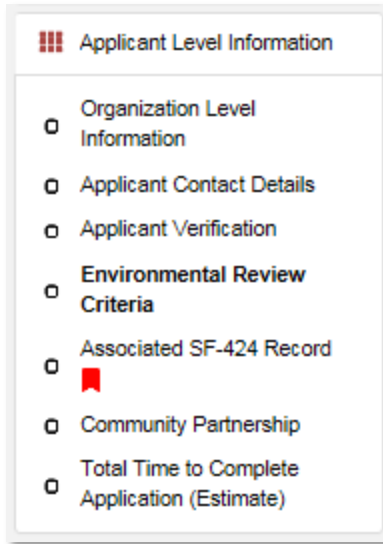 Applicant Level Information
Organization Level
Information
Applicant Contact Details
Applicant Verification
Environmental Review
Criteria
Associated SF-424 Record
Community Partnership
Total Time to Complete
Application (Estimate)